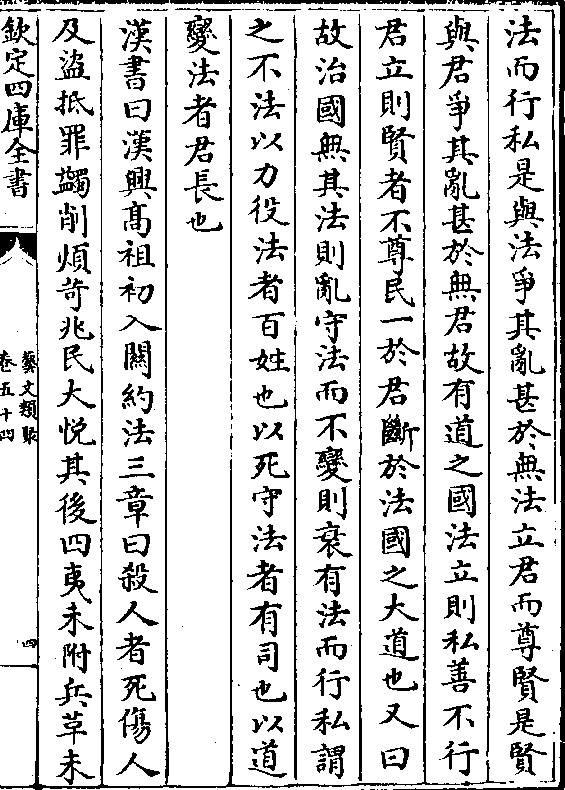 法而行私是與法爭其亂甚於無法立君而尊賢是賢
與君爭其亂甚於無君故有道之國法立則私善不行
君立則賢者不尊民一於君斷於法國之大道也又曰
故治國無其法則亂守法而不變則衰有法而行私謂
之不法以力役法者百姓也以死守法者有司也以道
變法者君長也
漢書曰漢興髙祖初入關約法三章曰殺人者死傷人
及盜抵罪蠲削煩苛兆民大悅其後四夷未附兵革未
欽定四庫全書
藝文類聚
卷五十四
四